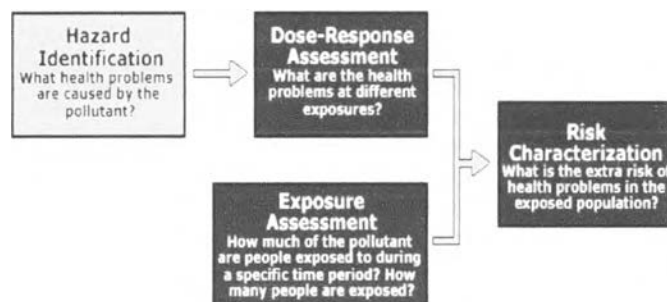 Hazard
Identification
What health problems
are caused by the
pollutant?
Dose-Response
Assessment
What are the health
problems at different
exposures?
Exposure
Assessment
How much of the pollutant
are people exposed to during
a specific time period? How
many people are exposed?
Risk
Characterization
What is the extra risk of
health problems in the
exposed population?